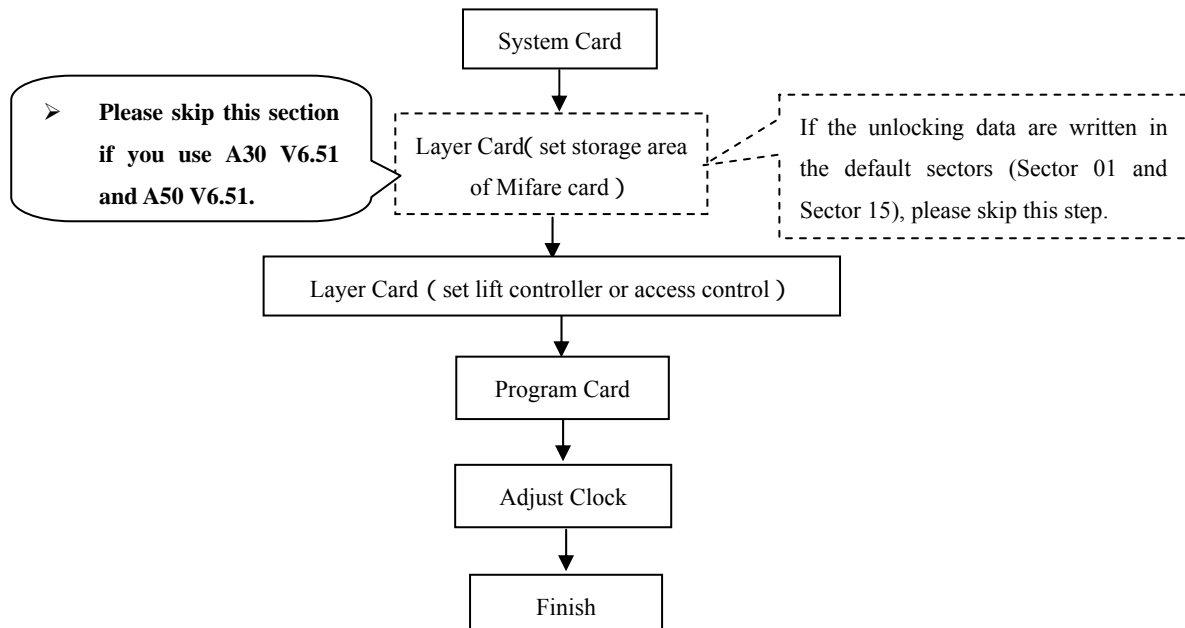 System Card
➢ Please skip this section
if you use A30 V6.51
and A50 V6.51.
Layer Card( set storage area
of Mifare card )
If the unlocking data are written in
the default sectors (Sector 01 and
Sector 15), please skip this step.
Layer Card ( set lift controller or access control )
Program Card
Adjust Clock
Finish